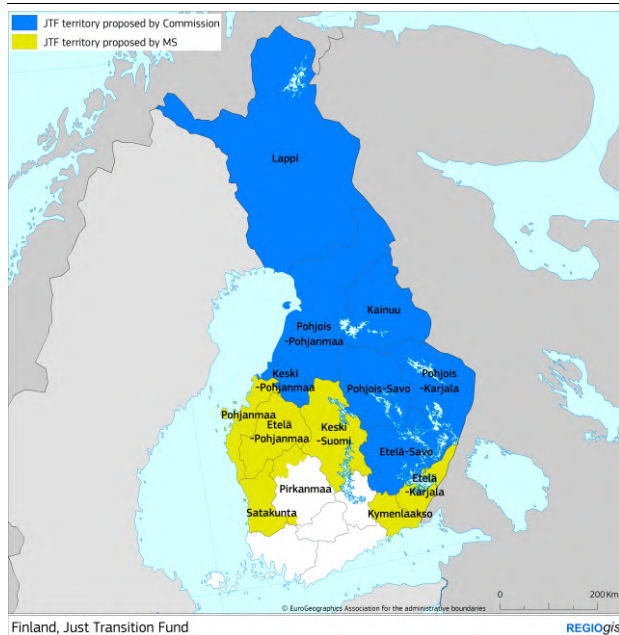 JTF territory proposed by Commission
JTF territory proposed by MS
Lappi
Kainuu
Pohjois
-Pohjanmaa
Keski
-Pohjanmaa
Pohjois-Savo
Pohjois
-Karjala
Pohjanmaa
Etelä
-Pohjanmaa
Keski
-Suomi
Etelä-Savo
Etelä
-Karjala
Pirkanmaa
Satakunta
Kymenlaakso
0
200 Km
© EuroGeographics Association for the administrative boundaries
Finland, Just Transition Fund
REGIOgis